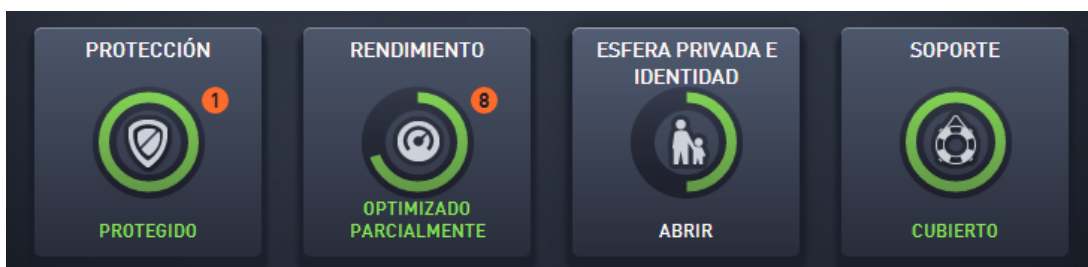 PROTECCIÓN
1
PROTEGIDO
RENDIMIENTO
8
OPTIMIZADO
PARCIALMENTE
ESFERA PRIVADA E
IDENTIDAD
ABRIR
SOPORTE
CUBIERTO